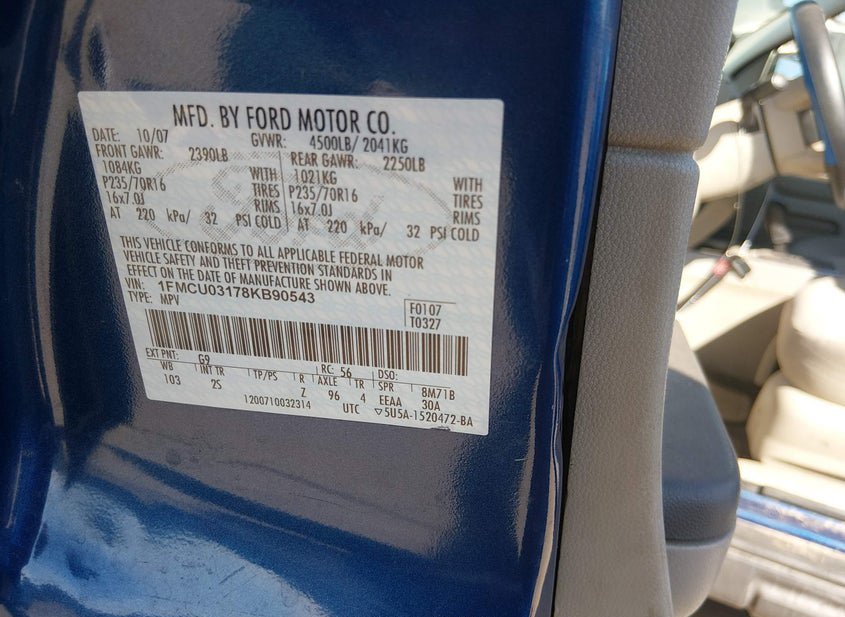 MFD. BY FORD MOTOR CO.
DATE: 10/07 GVWR: 4500LB/ 2041KG
FRONT GAWR: 2390LB REAR GAWR: 2250LB
1084KG WITH 1021KG WITH
P235/70R16 TIRES P235/70R16 TIRES
16x7.0J RIMS 16x7.0J RIMS
AT 220 kPa/ 32 PSI COLD AT 220 kPa/ 32 PSI COLD
THIS VEHICLE CONFORMS TO ALL APPLICABLE FEDERAL MOTOR
VEHICLE SAFETY AND THEFT PREVENTION STANDARDS IN
EFFECT ON THE DATE OF MANUFACTURE SHOWN ABOVE.
VIN: 1FMCU03178KB90543
TYPE: MPV
F0107
T0327
EXT PNT: G9 RC: 56 DSO:
WB INT TR TP/PS R AXLE TR SPR 8M71B
103 2S Z 96 4 EEAA 30A
1200710032314 UTC ▽5U5A-1520472-BA
Ford